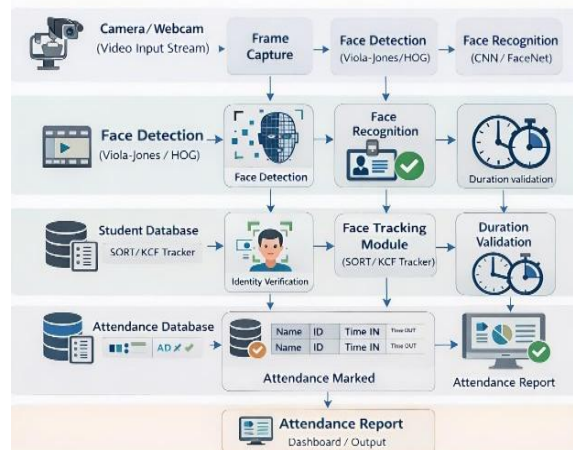 Camera/Webcam
(Video Input Stream)
Frame
Capture
Face Detection
(Viola-Jones/HOG)
Face Recognition
(CNN / FaceNet)
Face Detection
(Viola-Jones / HOG)
Face Detection
Face
Recognition
Duration validation
Student Database
SORT/KCF Tracker
Identity Verification
Face Tracking
Module
(SORT/ KCF Tracker)
Duration
Validation
Attendance Database
AD
Name ID Time IN Time OUT
Name ID Time IN Time OUT
Attendance Marked
Attendance Report
Attendance Report
Dashboard / Output